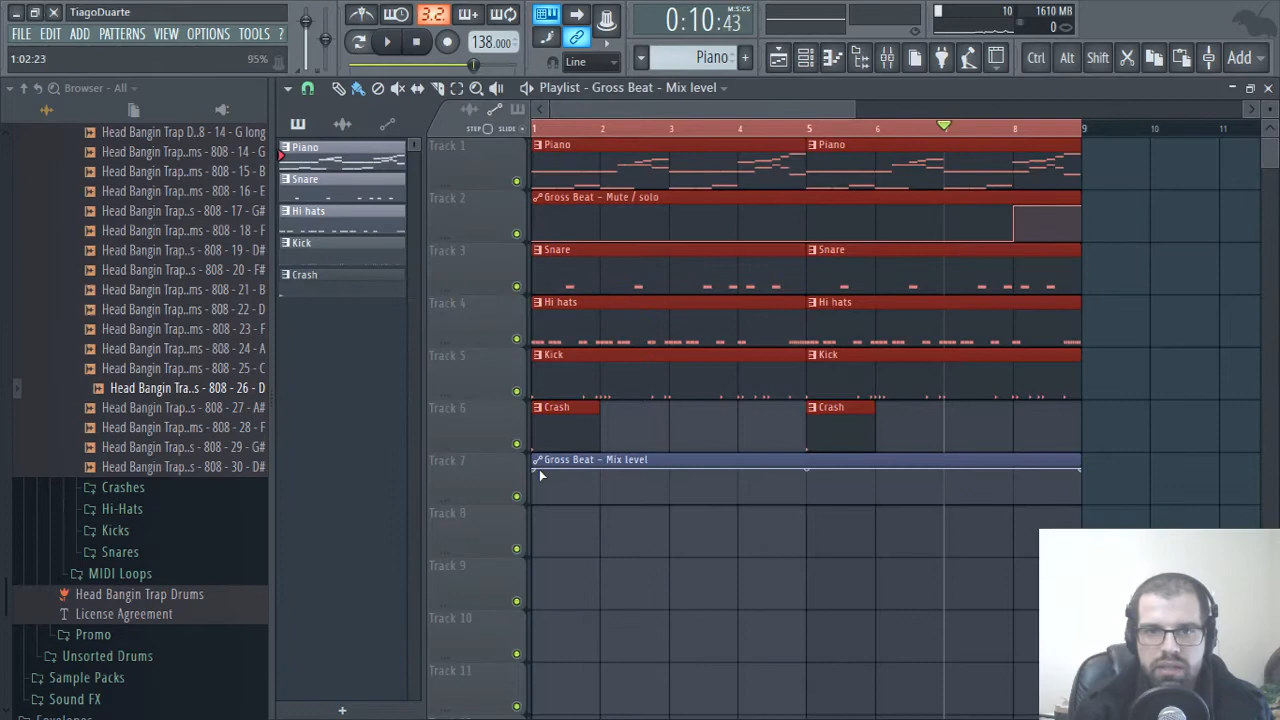 TiagoDuarte
FILE EDIT ADD PATTERNS VIEW OPTIONS TOOLS ?
1:02:23 95%
3.2.
138.000
0:10:43
M:S:CS
Line
Piano
10 1610 MB
0
Ctrl Alt Shift Add
Browser - All
Playlist - Gross Beat - Mix level
STEP SLIDE
1 2 3 4 5 6 8 9 10 11
Head Bangin Trap D..8 - 14 - G long
Head Bangin Trap..ms - 808 - 14 - G
Head Bangin Trap..ms - 808 - 15 - B
Head Bangin Trap..ms - 808 - 16 - E
Head Bangin Trap..ms - 808 - 17 - G#
Head Bangin Trap..ms - 808 - 18 - F
Head Bangin Trap..ms - 808 - 19 - D#
Head Bangin Trap..ms - 808 - 20 - F#
Head Bangin Trap..ms - 808 - 21 - B
Head Bangin Trap..ms - 808 - 22 - D
Head Bangin Trap..ms - 808 - 23 - F
Head Bangin Trap..ms - 808 - 24 - A
Head Bangin Trap..ms - 808 - 25 - C
Head Bangin Tra..s - 808 - 26 - D
Head Bangin Trap..ms - 808 - 27 - A#
Head Bangin Trap..ms - 808 - 28 - F
Head Bangin Trap..ms - 808 - 29 - G#
Head Bangin Trap..ms - 808 - 30 - D#
Crashes
Hi-Hats
Kicks
Snares
MIDI Loops
Head Bangin Trap Drums
License Agreement
Promo
Unsorted Drums
Sample Packs
Sound FX
Envelopes
Piano
Snare
Hi hats
Kick
Crash
Track 1
Piano Piano
Track 2
Gross Beat - Mute / solo
Track 3
Snare Snare
Track 4
Hi hats Hi hats
Track 5
Kick Kick
Track 6
Crash Crash
Track 7
Gross Beat - Mix level
Track 8
Track 9
Track 10
Track 11